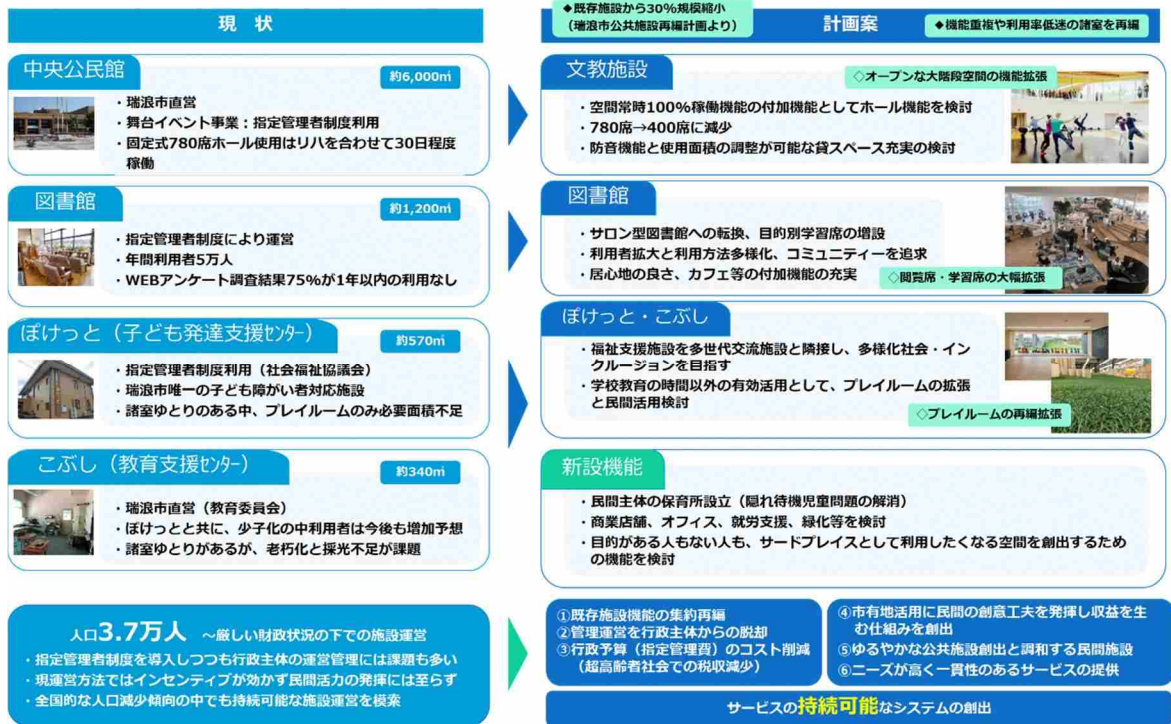 現 状
中央公民館
約6,000㎡
・瑞浪市直営
・舞台イベント事業：指定管理者制度利用
・固定式780席ホール使用はリハを合わせて30日程度
稼働
図書館
約1,200㎡
・指定管理者制度により運営
・年間利用者5万人
・WEBアンケート調査結果75%が1年以内の利用なし
ぽけっと（子ども発達支援センター）
約570㎡
・指定管理者制度利用（社会福祉協議会）
・瑞浪市唯一の子ども障がい者対応施設
・諸室ゆとりのある中、プレイルームのみ必要面積不足
こぶし（教育支援センター）
約340㎡
・瑞浪市直営（教育委員会）
・ぽけっとと共に、少子化の中利用者は今後も増加予想
・諸室ゆとりがあるが、老朽化と採光不足が課題
人口3.7万人 ～厳しい財政状況の下での施設運営
・指定管理者制度を導入しつつも行政主体の運営管理には課題も多い
・現運営方法ではインセンティブが効かず民間活力の発揮には至らず
・全国的な人口減少傾向の中でも持続可能な施設運営を模索
◆既存施設から30%規模縮小
（瑞浪市公共施設再編計画より）
計画案
◆機能重複や利用率低迷の諸室を再編
文教施設
◇オープンな大階段空間の機能拡張
・空間常時100%稼働機能の付加機能としてホール機能を検討
・780席→400席に減少
・防音機能と使用面積の調整が可能な貸スペース充実の検討
図書館
・サロン型図書館への転換、目的別学習席の増設
・利用者拡大と利用方法多様化、コミュニティーを追求
・居心地の良さ、カフェ等の付加機能の充実
◇閲覧席・学習席の大幅拡張
ぽけっと・こぶし
・福祉支援施設を多世代交流施設と隣接し、多様化社会・イン
クルージョンを目指す
・学校教育の時間以外の有効活用として、プレイルームの拡張
と民間活用検討
◇プレイルームの再編拡張
新設機能
・民間主体の保育所設立（隠れ待機児童問題の解消）
・商業店舗、オフィス、就労支援、緑化等を検討
・目的がある人もない人も、サードプレイスとして利用したくなる空間を創出するため
の機能を検討
①既存施設機能の集約再編
②管理運営を行政主体からの脱却
③行政予算（指定管理費）のコスト削減
（超高齢者社会での税収減少）
④市有地活用に民間の創意工夫を発揮し収益を生
む仕組みを創出
⑤ゆるやかな公共施設創出と調和する民間施設
⑥ニーズが高く一貫性のあるサービスの提供
サービスの持続可能なシステムの創出